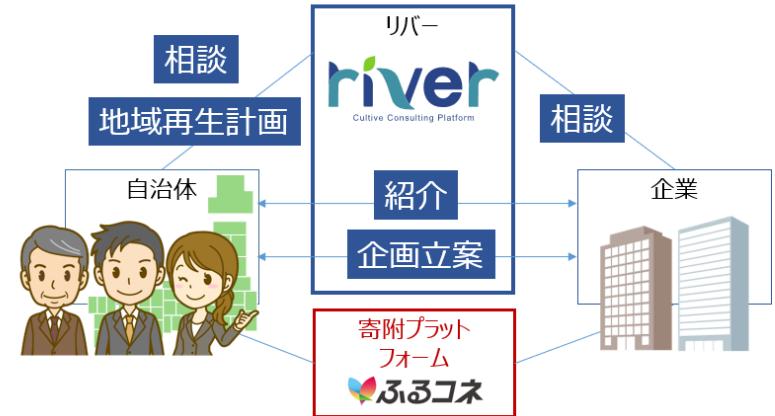 リバー
river
Cultive Consulting Platform
相談
地域再生計画
相談
自治体
企業
紹介
企画立案
寄附プラット
フォーム
ふるコネ